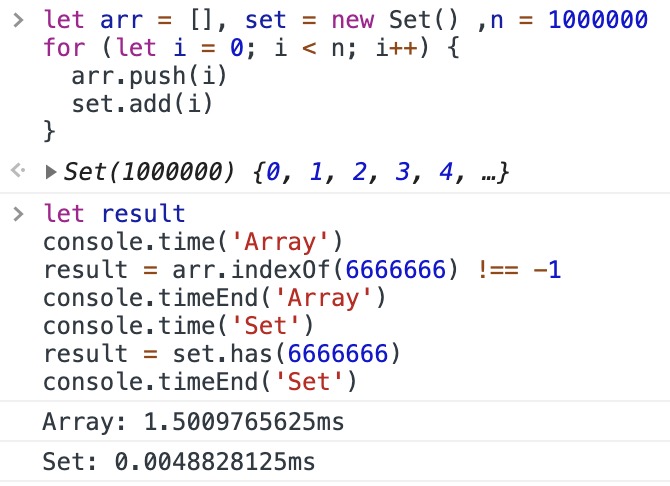 > let arr = [], set = new Set() ,n = 1000000
for (let i = 0; i < n; i++) {
  arr.push(i)
  set.add(i)
}
Set(1000000) {0, 1, 2, 3, 4, …}
> let result
console.time('Array')
result = arr.indexOf(6666666) !== -1
console.timeEnd('Array')
console.time('Set')
result = set.has(6666666)
console.timeEnd('Set')
Array: 1.5009765625ms
Set: 0.0048828125ms